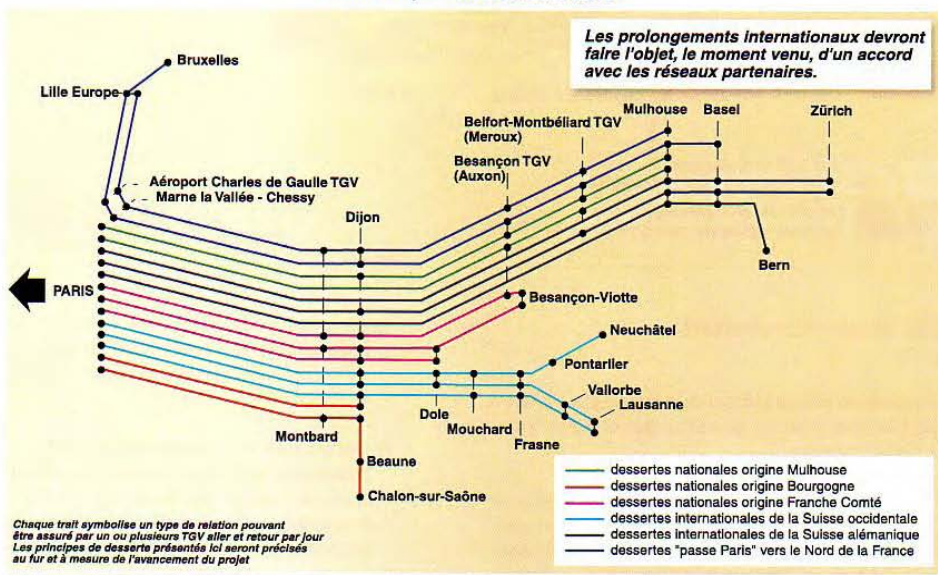 Les prolongements internationaux devront
faire l'objet, le moment venu, d'un accord
avec les réseaux partenaires.
Bruxelles
Lille Europe
Mulhouse
Basel
Zürich
Belfort-Montbéliard TGV
(Meroux)
Besançon TGV
(Auxon)
Aéroport Charles de Gaulle TGV
Marne la Vallée - Chessy
Dijon
Bern
PARIS
Besançon-Viotte
Neuchâtel
Pontarlier
Vallorbe
Lausanne
Dole
Mouchard
Frasne
Montbard
Beaune
Chalon-sur-Saône
dessertes nationales origine Mulhouse
dessertes nationales origine Bourgogne
dessertes nationales origine Franche Comté
dessertes internationales de la Suisse occidentale
dessertes internationales de la Suisse alémanique
dessertes "passe Paris" vers le Nord de la France
Chaque trait symbolise un type de relation pouvant
être assuré par un ou plusieurs TGV aller et retour par jour
Les principes de desserte présentés ici seront précisés
au fur et à mesure de l'avancement du projet